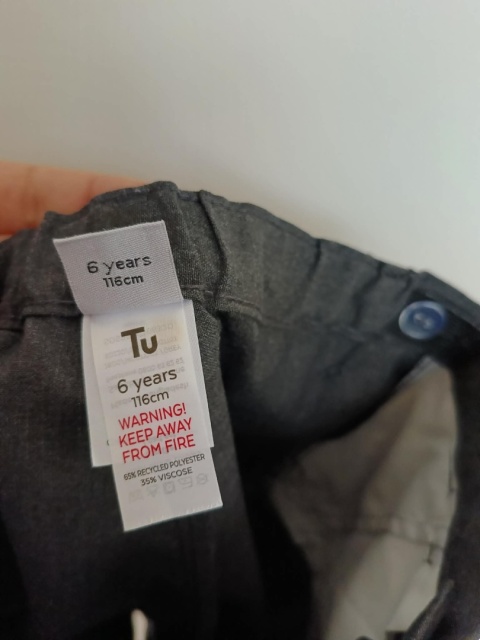 6 years
116cm
Tu
6 years
116cm
WARNING!
KEEP AWAY
FROM FIRE
65% RECYCLED POLYESTER
35% VISCOSE